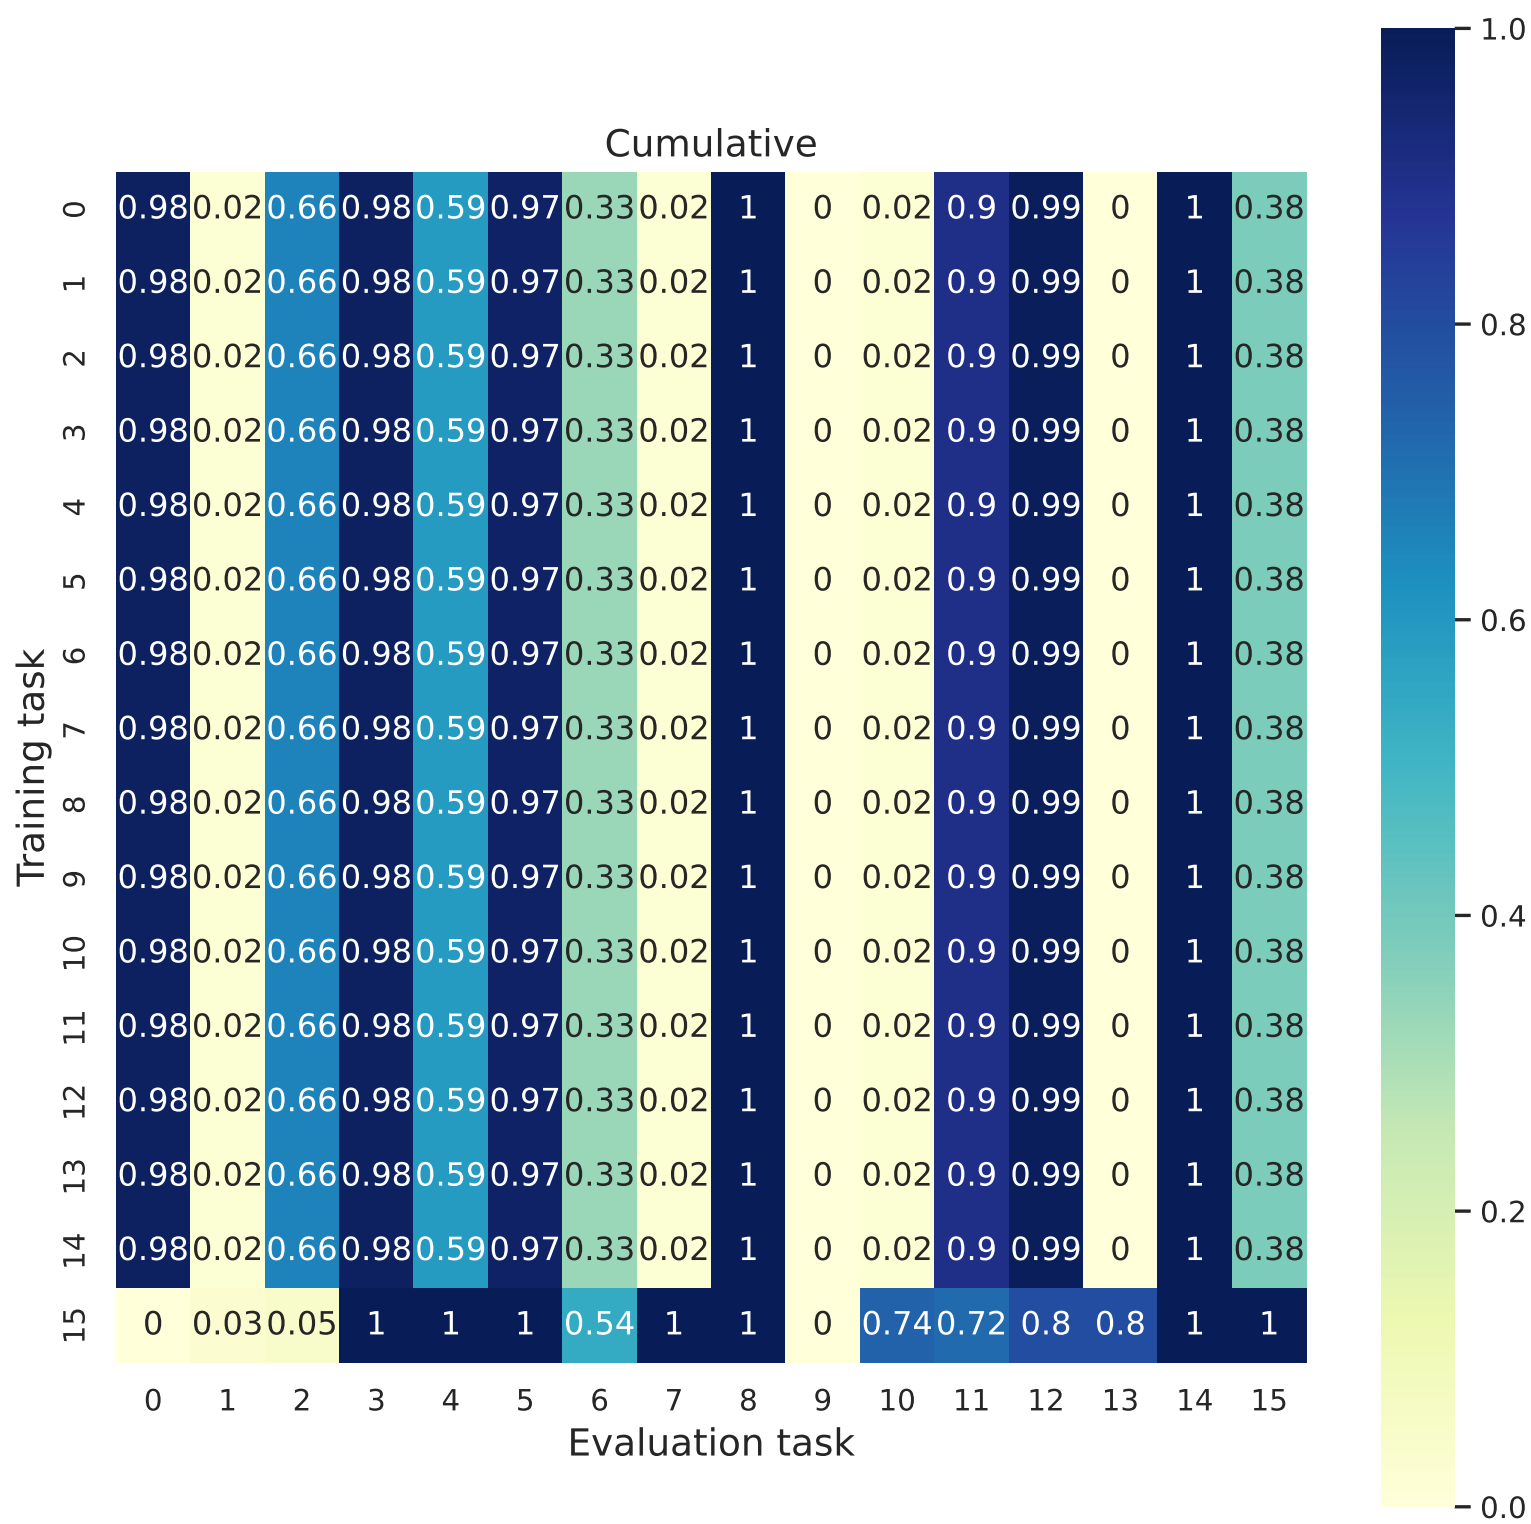 Cumulative
0 0.98 0.02 0.66 0.98 0.59 0.97 0.33 0.02 1 0 0.02 0.9 0.99 0 1 0.38
1 0.98 0.02 0.66 0.98 0.59 0.97 0.33 0.02 1 0 0.02 0.9 0.99 0 1 0.38
2 0.98 0.02 0.66 0.98 0.59 0.97 0.33 0.02 1 0 0.02 0.9 0.99 0 1 0.38
3 0.98 0.02 0.66 0.98 0.59 0.97 0.33 0.02 1 0 0.02 0.9 0.99 0 1 0.38
4 0.98 0.02 0.66 0.98 0.59 0.97 0.33 0.02 1 0 0.02 0.9 0.99 0 1 0.38
5 0.98 0.02 0.66 0.98 0.59 0.97 0.33 0.02 1 0 0.02 0.9 0.99 0 1 0.38
6 0.98 0.02 0.66 0.98 0.59 0.97 0.33 0.02 1 0 0.02 0.9 0.99 0 1 0.38
7 0.98 0.02 0.66 0.98 0.59 0.97 0.33 0.02 1 0 0.02 0.9 0.99 0 1 0.38
8 0.98 0.02 0.66 0.98 0.59 0.97 0.33 0.02 1 0 0.02 0.9 0.99 0 1 0.38
9 0.98 0.02 0.66 0.98 0.59 0.97 0.33 0.02 1 0 0.02 0.9 0.99 0 1 0.38
10 0.98 0.02 0.66 0.98 0.59 0.97 0.33 0.02 1 0 0.02 0.9 0.99 0 1 0.38
11 0.98 0.02 0.66 0.98 0.59 0.97 0.33 0.02 1 0 0.02 0.9 0.99 0 1 0.38
12 0.98 0.02 0.66 0.98 0.59 0.97 0.33 0.02 1 0 0.02 0.9 0.99 0 1 0.38
13 0.98 0.02 0.66 0.98 0.59 0.97 0.33 0.02 1 0 0.02 0.9 0.99 0 1 0.38
14 0.98 0.02 0.66 0.98 0.59 0.97 0.33 0.02 1 0 0.02 0.9 0.99 0 1 0.38
15 0 0.03 0.05 1 1 1 0.54 1 1 0 0.74 0.72 0.8 0.8 1 1
0 1 2 3 4 5 6 7 8 9 10 11 12 13 14 15
Evaluation task
Training task
1.0
0.8
0.6
0.4
0.2
0.0